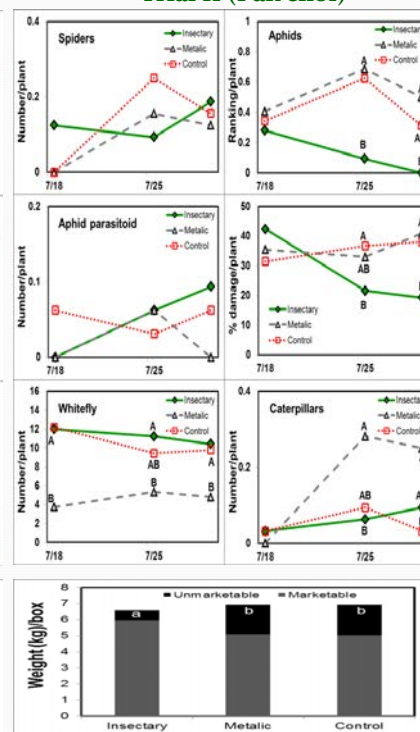 Spiders
Insectary
Metalic
Control
Number/plant
0.4
0.2
0
7/18
7/25
Aphids
Insectary
Metalic
Control
Ranking/plant
1
0.8
0.6
0.4
0.2
0
A
B
7/18
7/25
Aphid parasitoid
Insectary
Metalic
Control
Number/plant
0.2
0.1
0
7/18
7/25
% damage/plant
50
40
30
20
10
0
A
AB
B
Insectary
Metalic
Control
7/18
7/25
Whitefly
Insectary
Metalic
Control
Number/plant
16
14
12
10
8
6
4
2
0
A
A
AB
A
B
B
B
7/18
7/25
Caterpillars
Metalic
Control
Number/plant
0.4
0.2
0
A
AB
B
7/18
7/25
Weight (kg)/box
8
7
6
5
4
3
2
1
0
Unmarketable
Marketable
a
b
b
Insectary
Metalic
Control